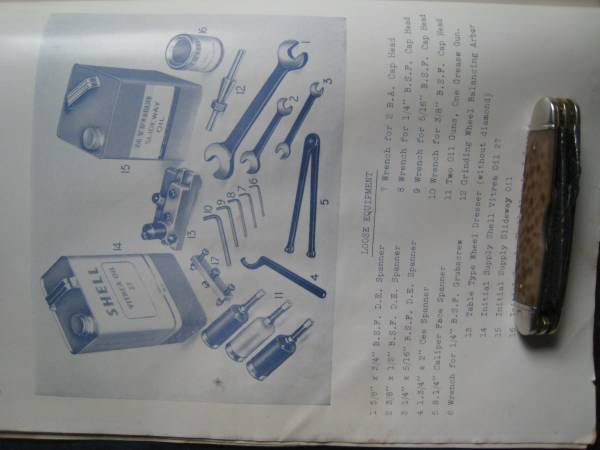 SLIDEWAY
OIL
SHELL
VITREA OIL
27
16
1
12
2
3
15
10
9
8
7
6
5
13
14
17
4
11
LOOSE EQUIPMENT
1 5/8" x 3/4" B.S.F. D.E. Spanner
2 3/8" x 1/2" B.S.F. D.E. Spanner
3 1/4" x 5/16" B.S.F. D.E. Spanner
4 1.3/4" x 2" Cee Spanner
5 8.1/4" Caliper Face Spanner
6 Wrench for 1/4" B.S.F. Grubscrew
7 Wrench for 2 B.A. Cap Head
8 Wrench for 1/4" B.S.F. Cap Head
9 Wrench for 5/16" B.S.F. Cap Head
10 Wrench for 3/8" B.S.F. Cap Head
11 Two Oil Guns, One Grease Gun.
12 Grinding Wheel Balancing Arbor
13 Table Type Wheel Dresser (without diamond)
14 Initial Supply Shell Vitrea Oil 27
15 Initial Supply Slideway Oil
16